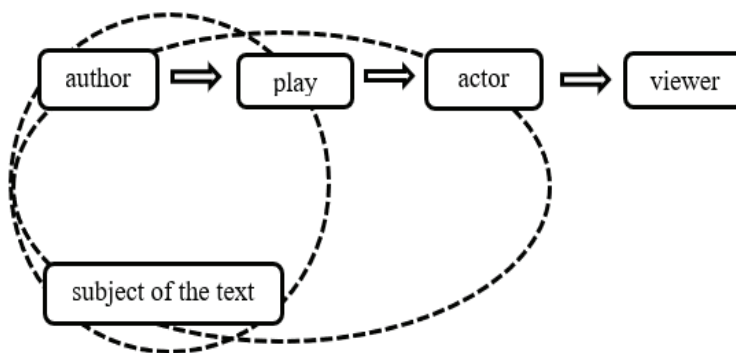 author
play
actor
viewer
subject of the text